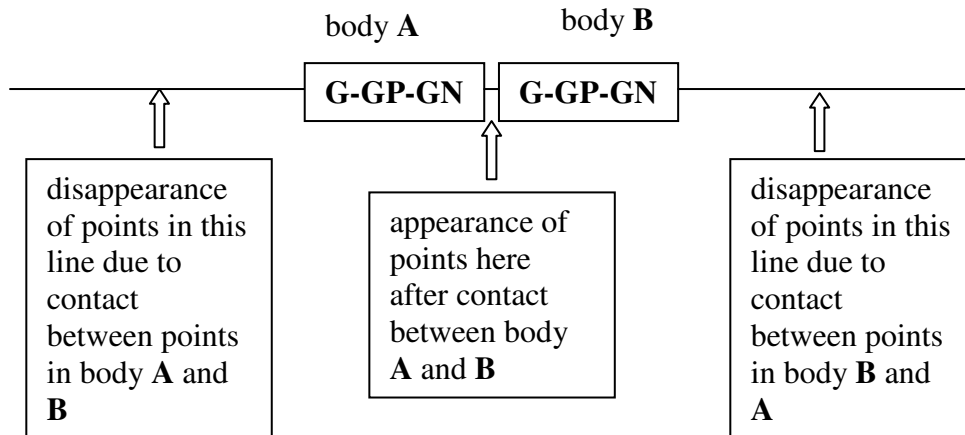 body A
body B
G-GP-GN
G-GP-GN
disappearance
of points in this
line due to
contact
between points
in body A and
B
appearance of
points here
after contact
between body
A and B
disappearance
of points in this
line due to
contact
between points
in body B and
A